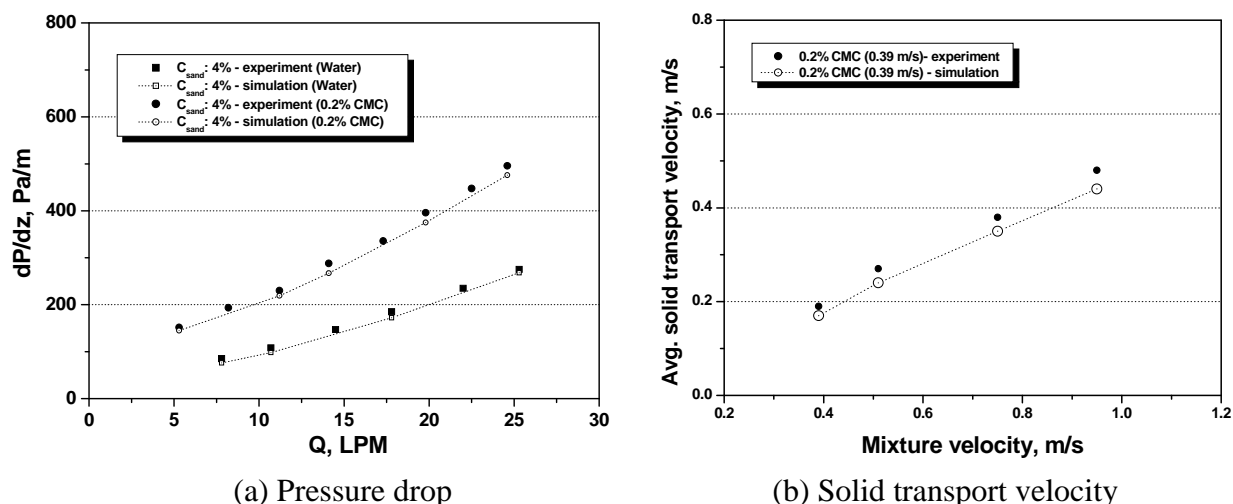 800
600
400
200
0
0
5
10
15
20
25
30
dP/dz, Pa/m
Q, LPM
C_sand: 4% - experiment (Water)
C_sand: 4% - simulation (Water)
C_sand: 4% - experiment (0.2% CMC)
C_sand: 4% - simulation (0.2% CMC)
(a) Pressure drop
0.8
0.6
0.4
0.2
0.0
0.2
0.4
0.6
0.8
1.0
1.2
Avg. solid transport velocity, m/s
Mixture velocity, m/s
0.2% CMC (0.39 m/s)- experiment
0.2% CMC (0.39 m/s) - simulation
(b) Solid transport velocity